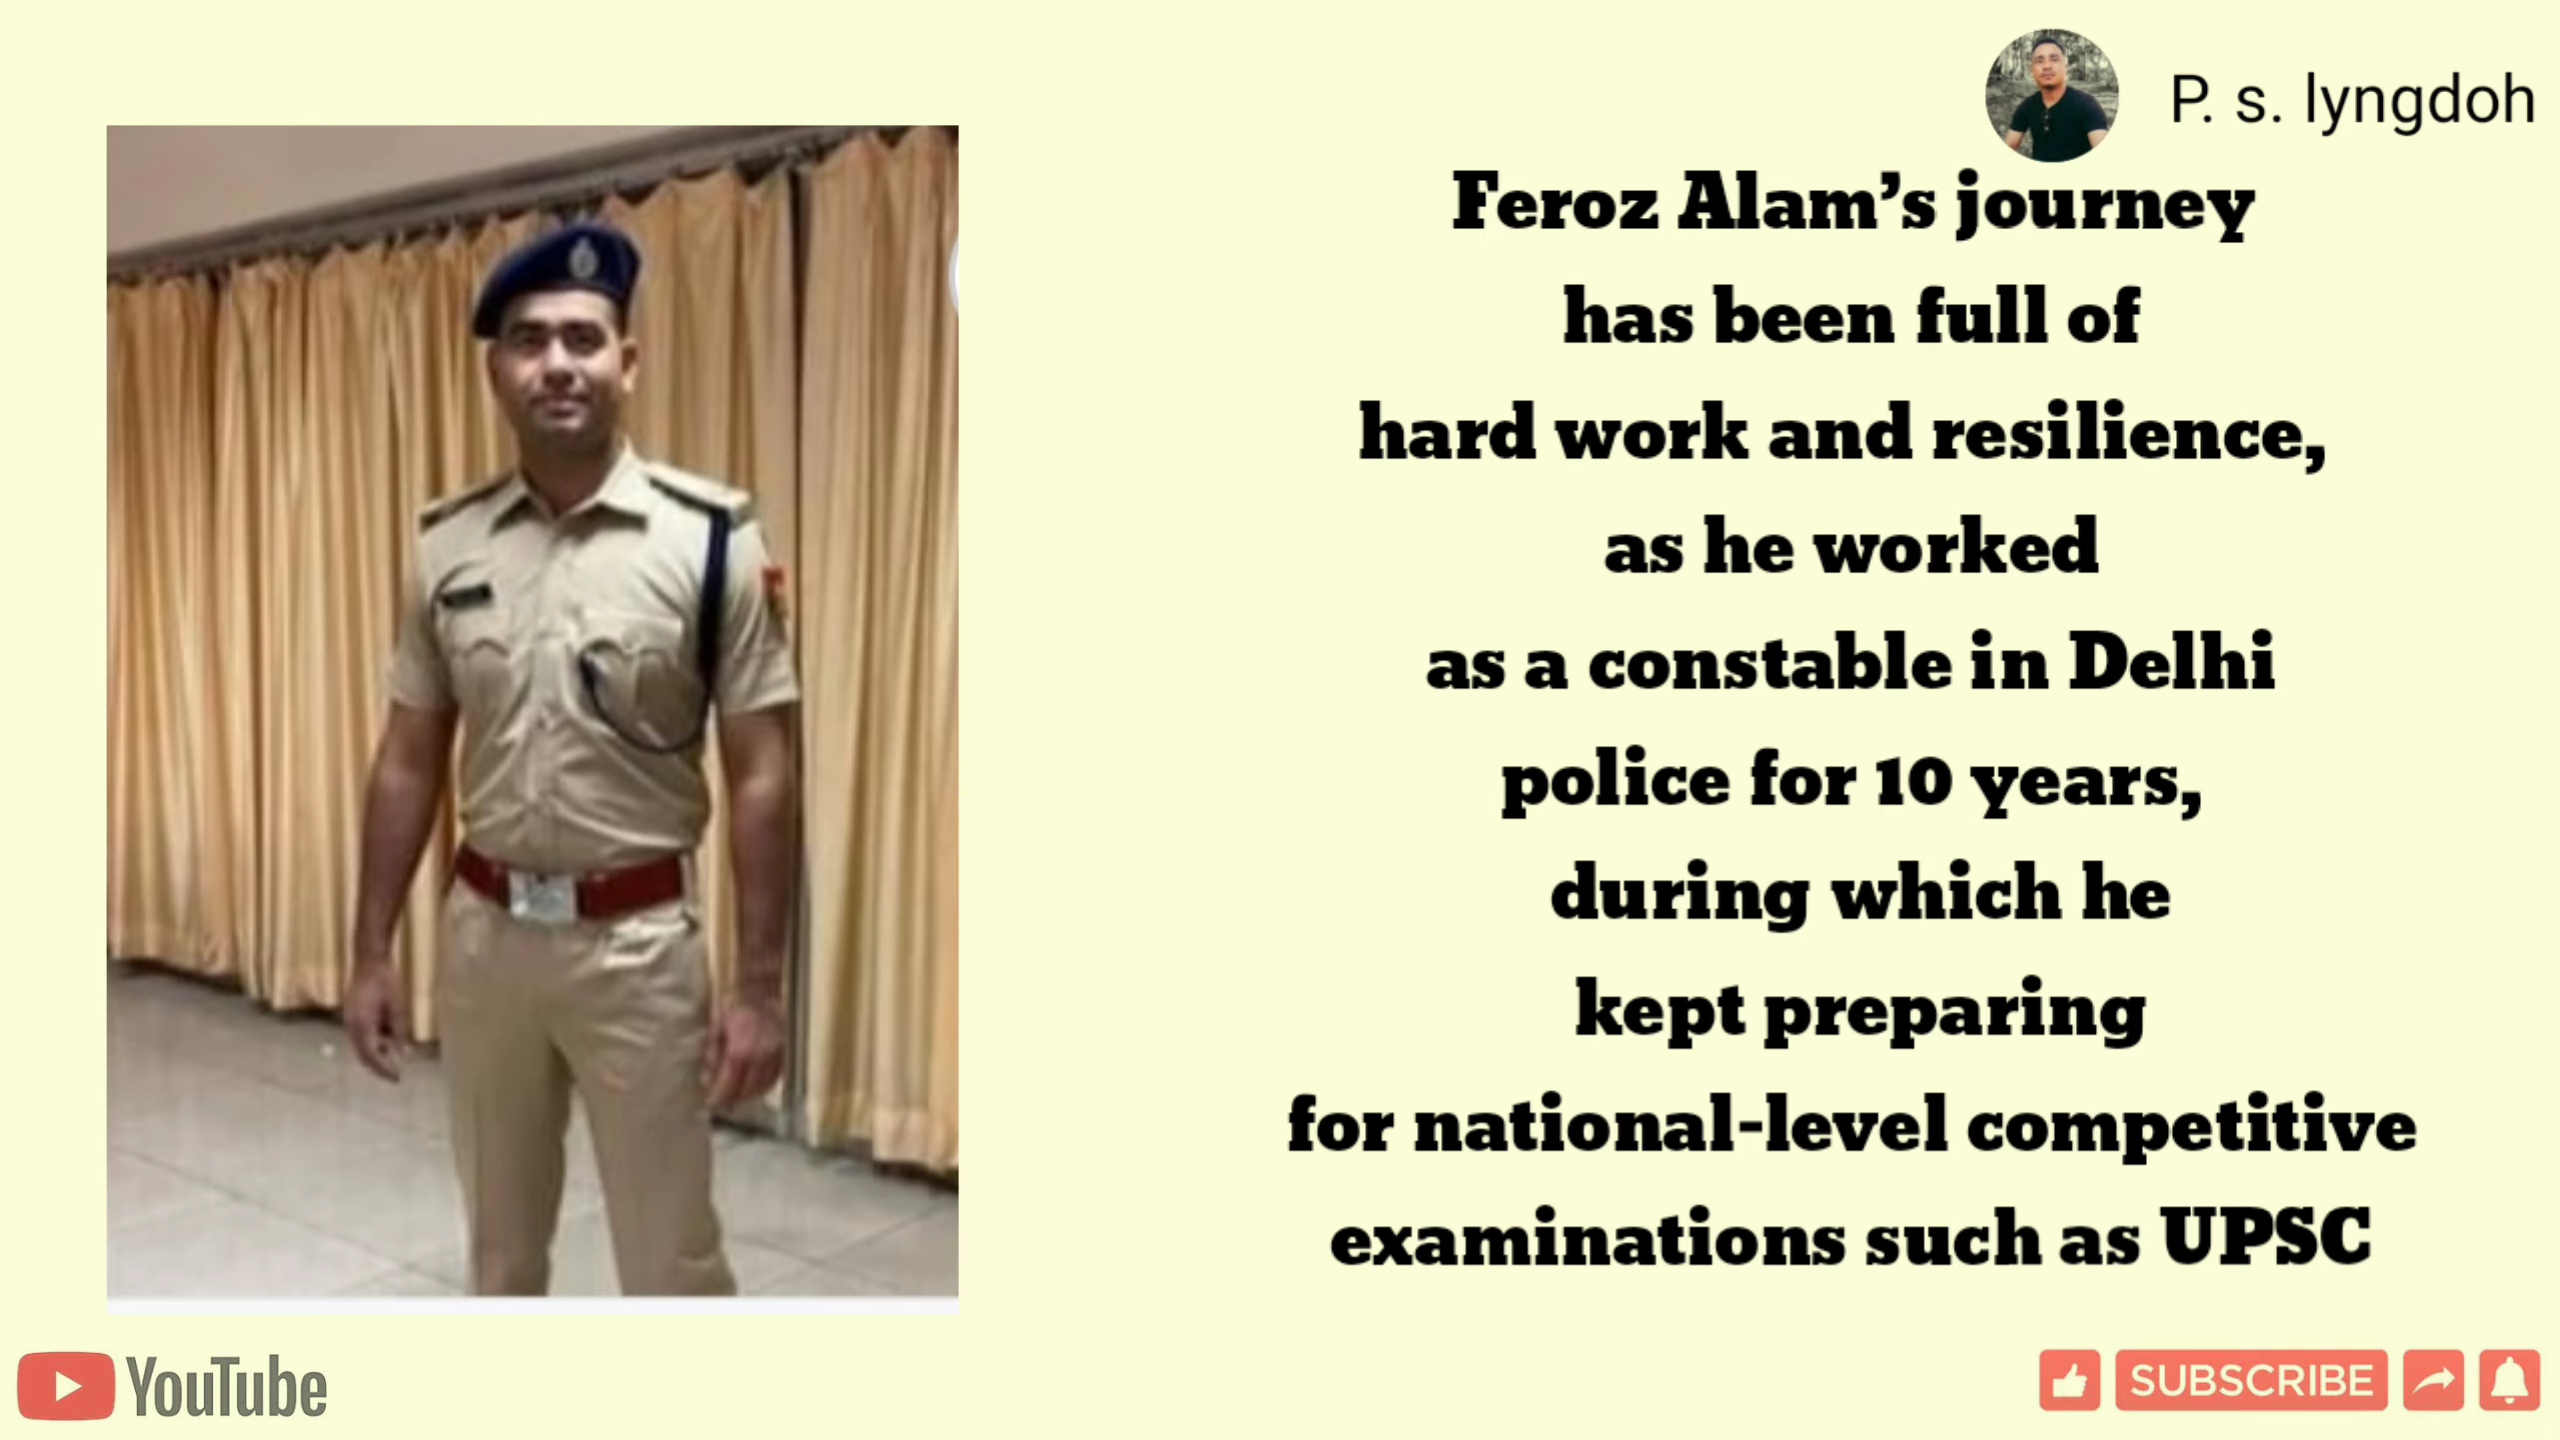 P. s. lyngdoh
Feroz Alam’s journey
has been full of
hard work and resilience,
as he worked
as a constable in Delhi
police for 10 years,
during which he
kept preparing
for national-level competitive
examinations such as UPSC
YouTube
SUBSCRIBE